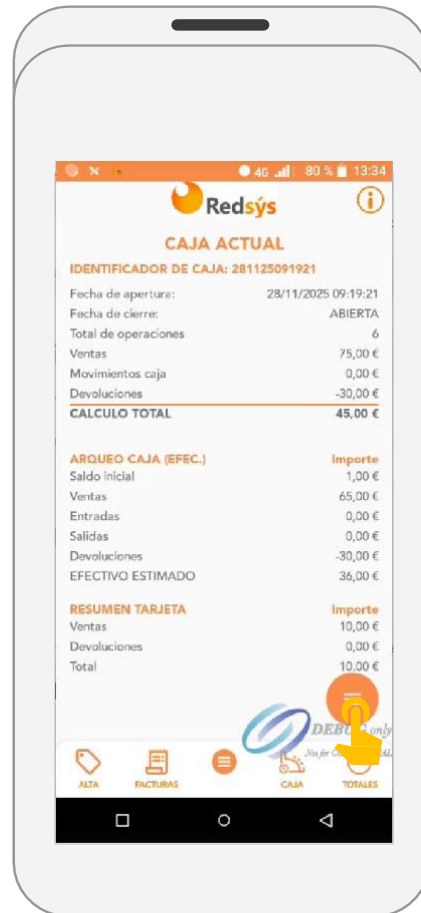 4G 80 % 13:34
Redsýs
CAJA ACTUAL
IDENTIFICADOR DE CAJA: 281125091921
Fecha de apertura: 28/11/2025 09:19:21
Fecha de cierre: ABIERTA
Total de operaciones 6
Ventas 75,00 €
Movimientos caja 0,00 €
Devoluciones -30,00 €
CALCULO TOTAL 45,00 €
ARQUEO CAJA (EFEC.) Importe
Saldo inicial 1,00 €
Ventas 65,00 €
Entradas 0,00 €
Salidas 0,00 €
Devoluciones -30,00 €
EFECTIVO ESTIMADO 36,00 €
RESUMEN TARJETA Importe
Ventas 10,00 €
Devoluciones 0,00 €
Total 10,00 €
only
Not for
ALTA FACTURAS CAJA TOTALES